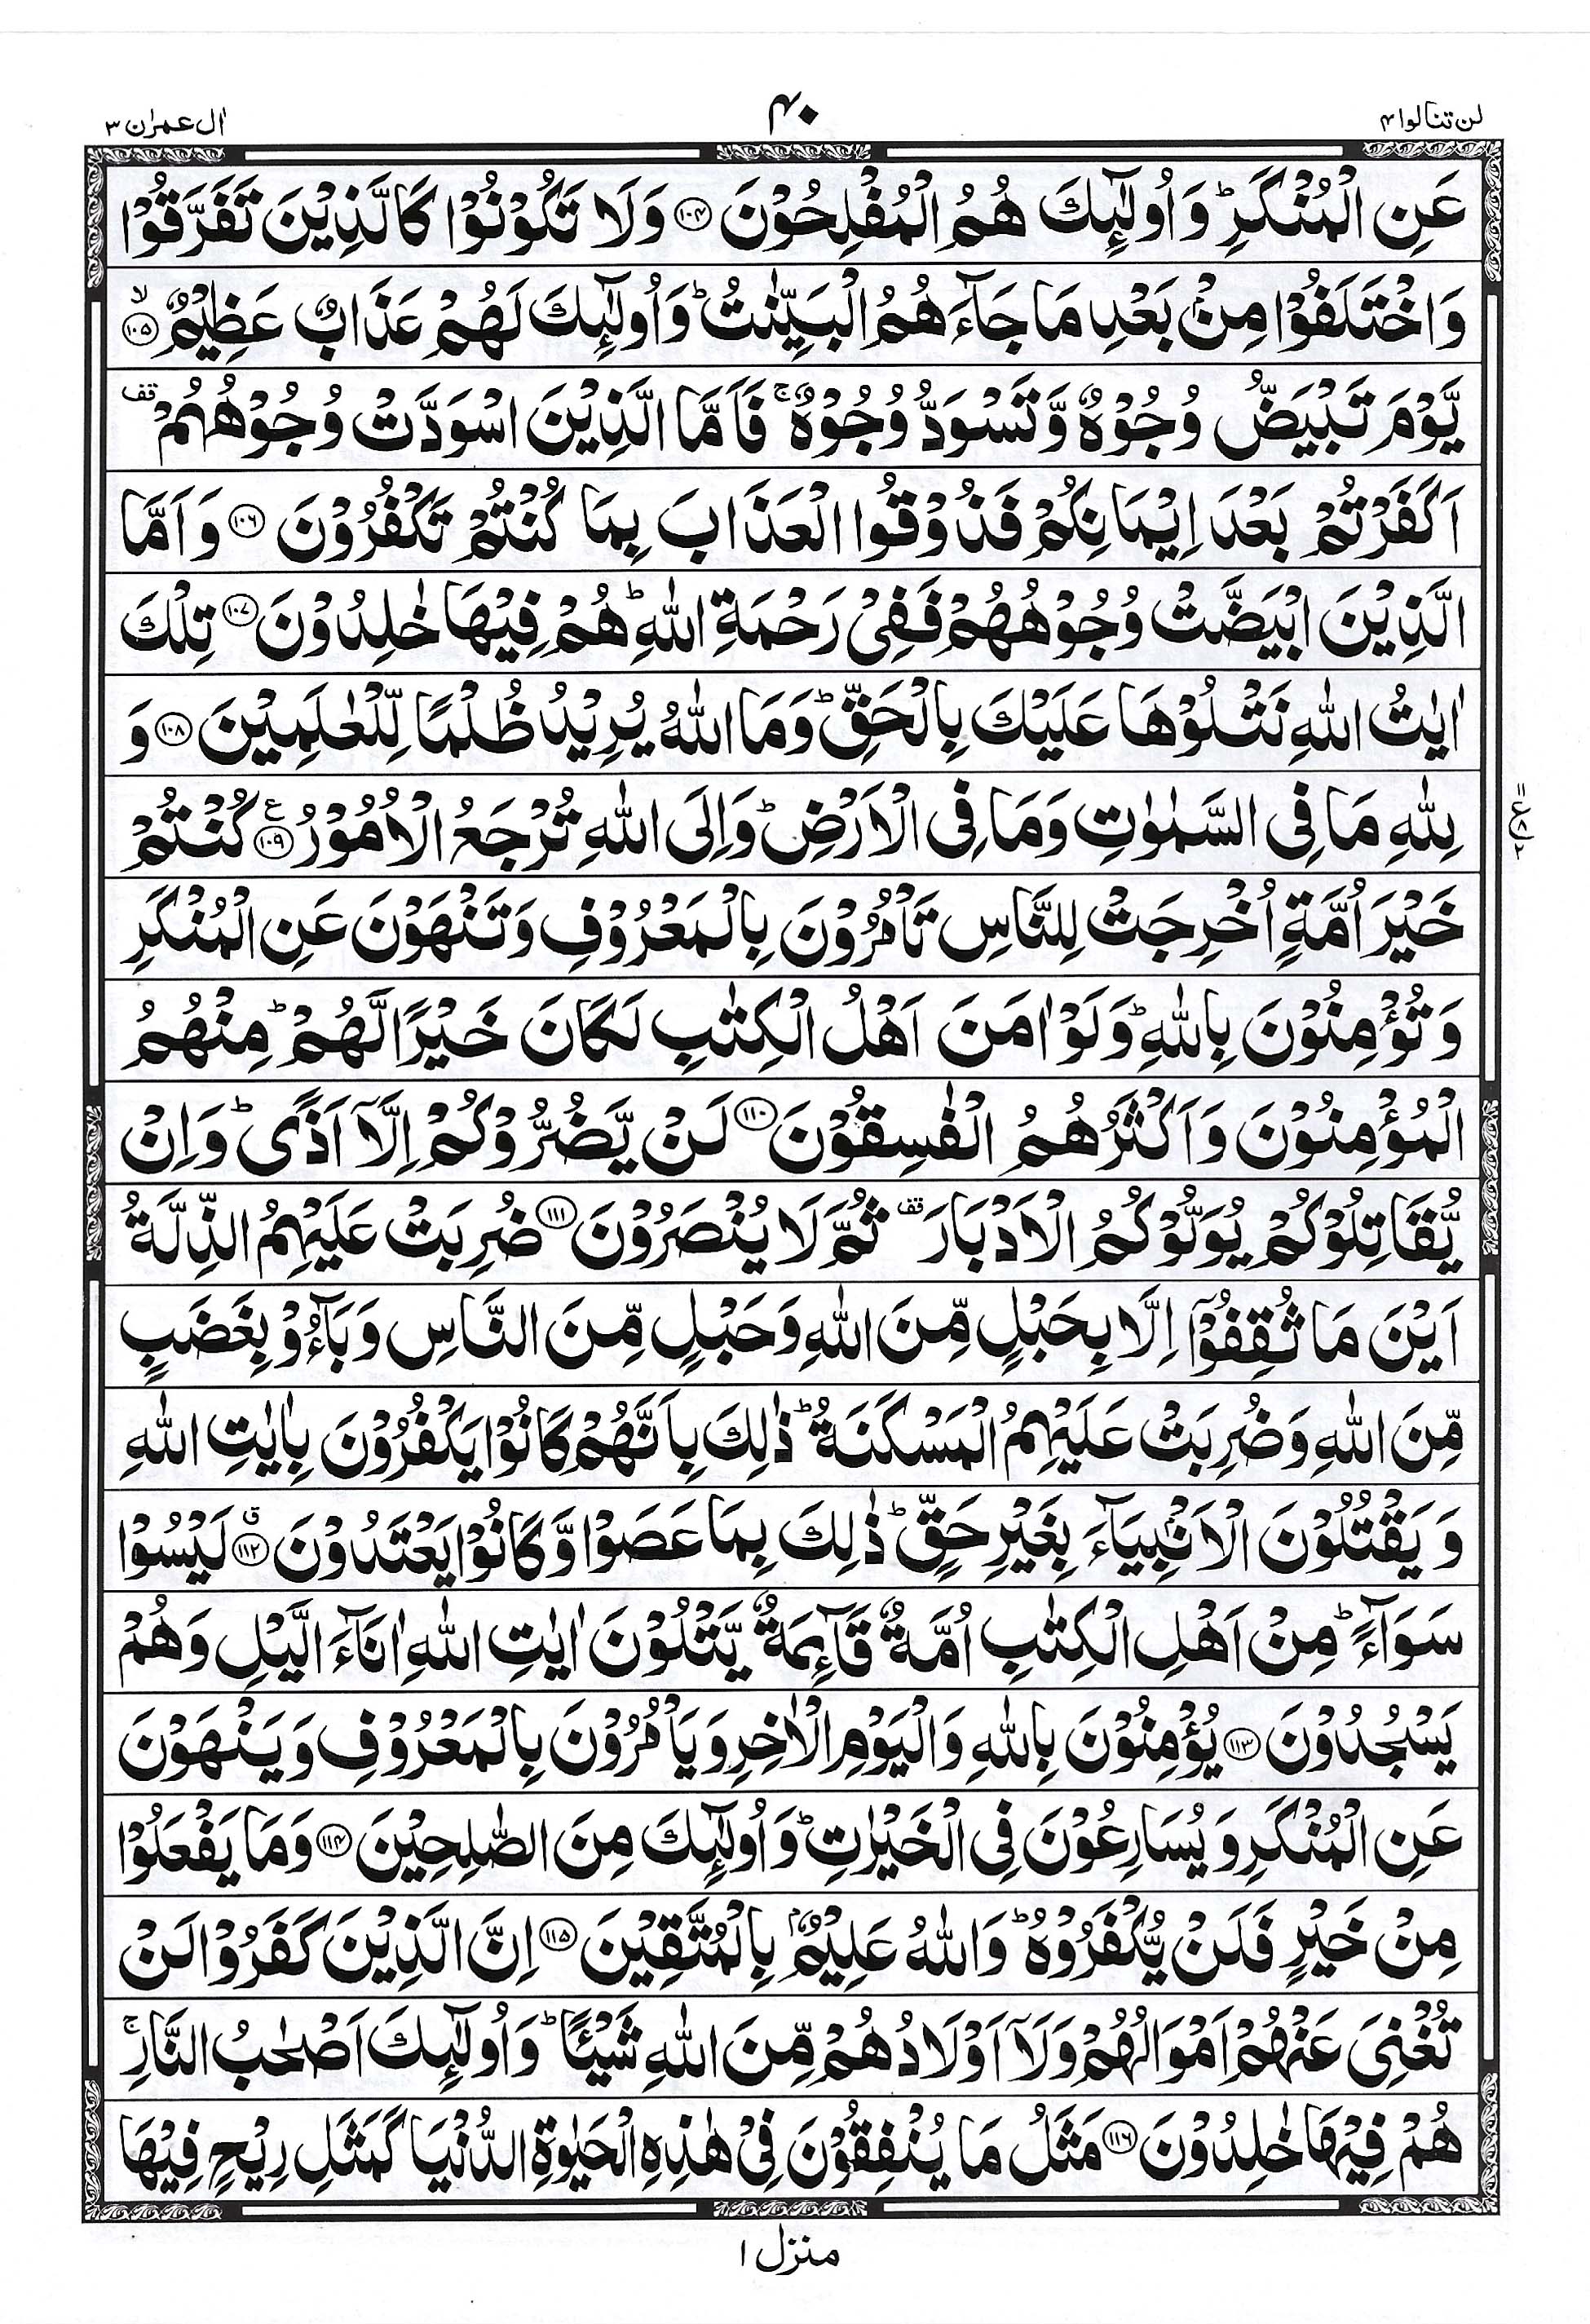 لن تنالوا ۴
۴۰
اٰل عمرٰن ۳
عَنِ الْمُنْكَرِ ؕ وَاُولٰٓئِكَ هُمُ الْمُفْلِحُوْنَ ۝۱۰۴ وَلَا تَكُوْنُوْا كَالَّذِيْنَ تَفَرَّقُوْا
وَاخْتَلَفُوْا مِنْۢ بَعْدِ مَا جَآءَهُمُ الْبَيِّنٰتُ ؕ وَاُولٰٓئِكَ لَهُمْ عَذَابٌ عَظِيْمٌ ۝۱۰۵ ۙ
يَّوْمَ تَبْيَضُّ وُجُوْهٌ وَّتَسْوَدُّ وُجُوْهٌ ۚ فَاَمَّا الَّذِيْنَ اسْوَدَّتْ وُجُوْهُهُمْ ۟قف
اَكَفَرْتُمْ بَعْدَ اِيْمَانِكُمْ فَذُوْقُوا الْعَذَابَ بِمَا كُنْتُمْ تَكْفُرُوْنَ ۝۱۰۶ وَاَمَّا
الَّذِيْنَ ابْيَضَّتْ وُجُوْهُهُمْ فَفِيْ رَحْمَةِ اللّٰهِ ؕ هُمْ فِيْهَا خٰلِدُوْنَ ۝۱۰۷ تِلْكَ
اٰيٰتُ اللّٰهِ نَتْلُوْهَا عَلَيْكَ بِالْحَقِّ ؕ وَمَا اللّٰهُ يُرِيْدُ ظُلْمًا لِّلْعٰلَمِيْنَ ۝۱۰۸ وَ
لِلّٰهِ مَا فِى السَّمٰوٰتِ وَمَا فِى الْاَرْضِ ؕ وَاِلَى اللّٰهِ تُرْجَعُ الْاُمُوْرُ ۝۱۰۹ ع كُنْتُمْ
خَيْرَ اُمَّةٍ اُخْرِجَتْ لِلنَّاسِ تَاْمُرُوْنَ بِالْمَعْرُوْفِ وَتَنْهَوْنَ عَنِ الْمُنْكَرِ
وَتُؤْمِنُوْنَ بِاللّٰهِ ؕ وَلَوْ اٰمَنَ اَهْلُ الْكِتٰبِ لَكَانَ خَيْرًا لَّهُمْ ؕ مِنْهُمُ
الْمُؤْمِنُوْنَ وَاَكْثَرُهُمُ الْفٰسِقُوْنَ ۝۱۱۰ لَنْ يَّضُرُّوْكُمْ اِلَّاۤ اَذًى ؕ وَاِنْ
يُّقَاتِلُوْكُمْ يُوَلُّوْكُمُ الْاَدْبَارَ قف ثُمَّ لَا يُنْصَرُوْنَ ۝۱۱۱ ضُرِبَتْ عَلَيْهِمُ الذِّلَّةُ
اَيْنَ مَا ثُقِفُوْۤا اِلَّا بِحَبْلٍ مِّنَ اللّٰهِ وَحَبْلٍ مِّنَ النَّاسِ وَبَآءُوْ بِغَضَبٍ
مِّنَ اللّٰهِ وَضُرِبَتْ عَلَيْهِمُ الْمَسْكَنَةُ ؕ ذٰلِكَ بِاَنَّهُمْ كَانُوْا يَكْفُرُوْنَ بِاٰيٰتِ اللّٰهِ
وَيَقْتُلُوْنَ الْاَنْۢبِيَآءَ بِغَيْرِ حَقٍّ ؕ ذٰلِكَ بِمَا عَصَوْا وَّكَانُوْا يَعْتَدُوْنَ ۝۱۱۲ ق لَيْسُوْا
سَوَآءً ؕ مِنْ اَهْلِ الْكِتٰبِ اُمَّةٌ قَآئِمَةٌ يَّتْلُوْنَ اٰيٰتِ اللّٰهِ اٰنَآءَ الَّيْلِ وَهُمْ
يَسْجُدُوْنَ ۝۱۱۳ يُؤْمِنُوْنَ بِاللّٰهِ وَالْيَوْمِ الْاٰخِرِ وَيَاْمُرُوْنَ بِالْمَعْرُوْفِ وَيَنْهَوْنَ
عَنِ الْمُنْكَرِ وَيُسَارِعُوْنَ فِى الْخَيْرٰتِ ؕ وَاُولٰٓئِكَ مِنَ الصّٰلِحِيْنَ ۝۱۱۴ وَمَا يَفْعَلُوْا
مِنْ خَيْرٍ فَلَنْ يُّكْفَرُوْهُ ؕ وَاللّٰهُ عَلِيْمٌۢ بِالْمُتَّقِيْنَ ۝۱۱۵ اِنَّ الَّذِيْنَ كَفَرُوْا لَنْ
تُغْنِىَ عَنْهُمْ اَمْوَالُهُمْ وَلَاۤ اَوْلَادُهُمْ مِّنَ اللّٰهِ شَيْـًٔا ؕ وَاُولٰٓئِكَ اَصْحٰبُ النَّارِ ۚ
هُمْ فِيْهَا خٰلِدُوْنَ ۝۱۱۶ مَثَلُ مَا يُنْفِقُوْنَ فِيْ هٰذِهِ الْحَيٰوةِ الدُّنْيَا كَمَثَلِ رِيْحٍ فِيْهَا
منزل ۱